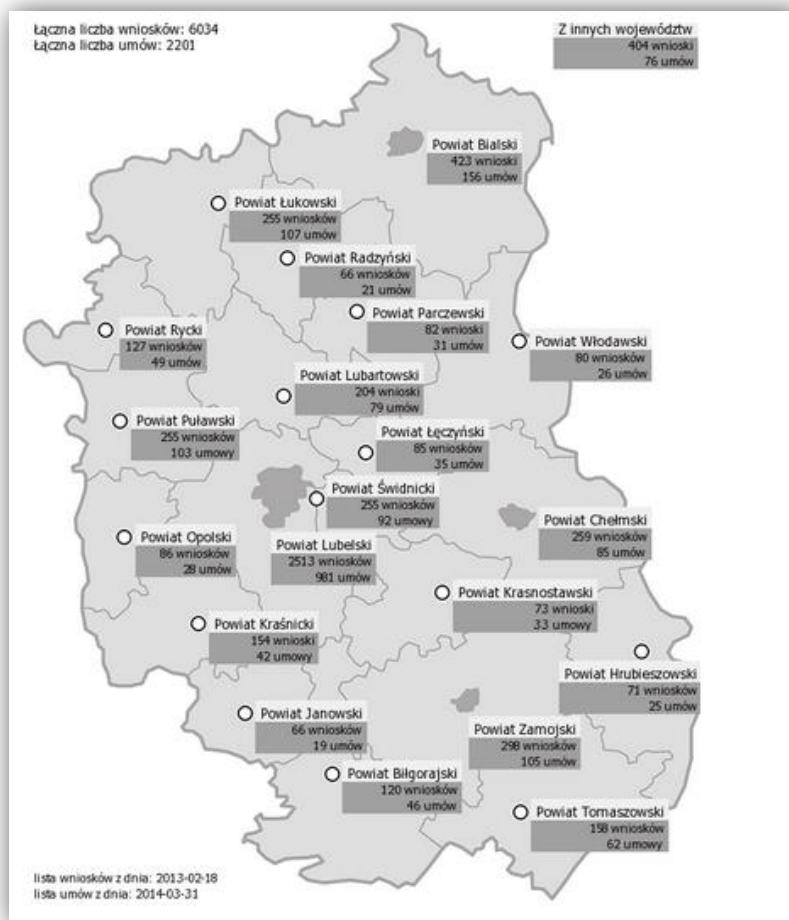 Łączna liczba wniosków: 6034
Łączna liczba umów: 2201
Z innych województw
404 wnioski
76 umów
Powiat Bialski
423 wnioski
156 umów
Powiat Łukowski
255 wniosków
107 umów
Powiat Radzyński
66 wniosków
21 umów
Powiat Parczewski
82 wnioski
31 umów
Powiat Rycki
127 wniosków
49 umów
Powiat Włodawski
80 wniosków
26 umów
Powiat Lubartowski
204 wnioski
79 umów
Powiat Puławski
255 wniosków
103 umowy
Powiat Łęczyński
85 wniosków
35 umów
Powiat Świdnicki
255 wniosków
92 umowy
Powiat Chełmski
259 wniosków
85 umów
Powiat Opolski
86 wniosków
28 umów
Powiat Lubelski
2513 wniosków
981 umów
Powiat Krasnostawski
73 wnioski
33 umowy
Powiat Kraśnicki
154 wnioski
42 umowy
Powiat Hrubieszowski
71 wniosków
25 umów
Powiat Janowski
66 wniosków
19 umów
Powiat Zamojski
298 wniosków
105 umów
Powiat Biłgorajski
120 wniosków
46 umów
Powiat Tomaszowski
158 wniosków
62 umowy
lista wniosków z dnia: 2013-02-18
lista umów z dnia: 2014-03-31